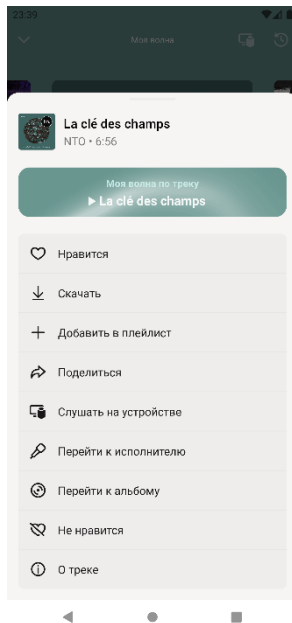 23:39
Моя волна
La clé des champs
NTO • 6:56
Моя волна по треку
La clé des champs
Нравится
Скачать
Добавить в плейлист
Поделиться
Слушать на устройстве
Перейти к исполнителю
Перейти к альбому
Не нравится
О треке